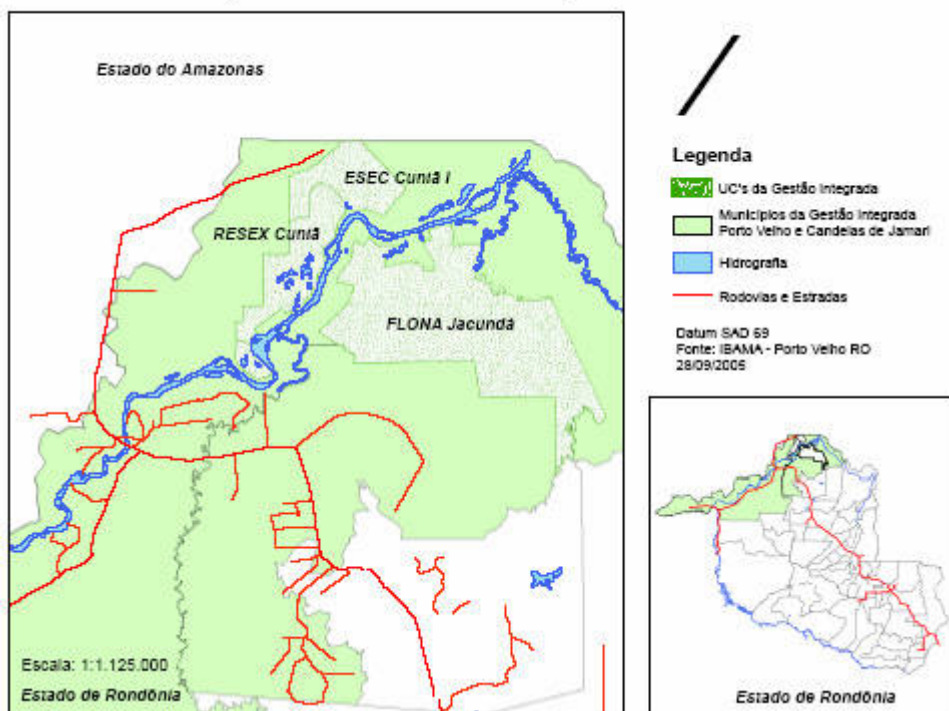 Estado do Amazonas
ESEC Cuniã I
RESEX Cuniã
FLONA Jacundá
Escala: 1:1.125.000
Estado de Rondônia
Legenda
UC's da Gestão Integrada
Municípios da Gestão Integrada
Porto Velho e Candeias de Jamari
Hidrografia
Rodovias e Estradas
Datum SAD 69
Fonte: IBAMA - Porto Velho RO
28/09/2005
Estado de Rondônia